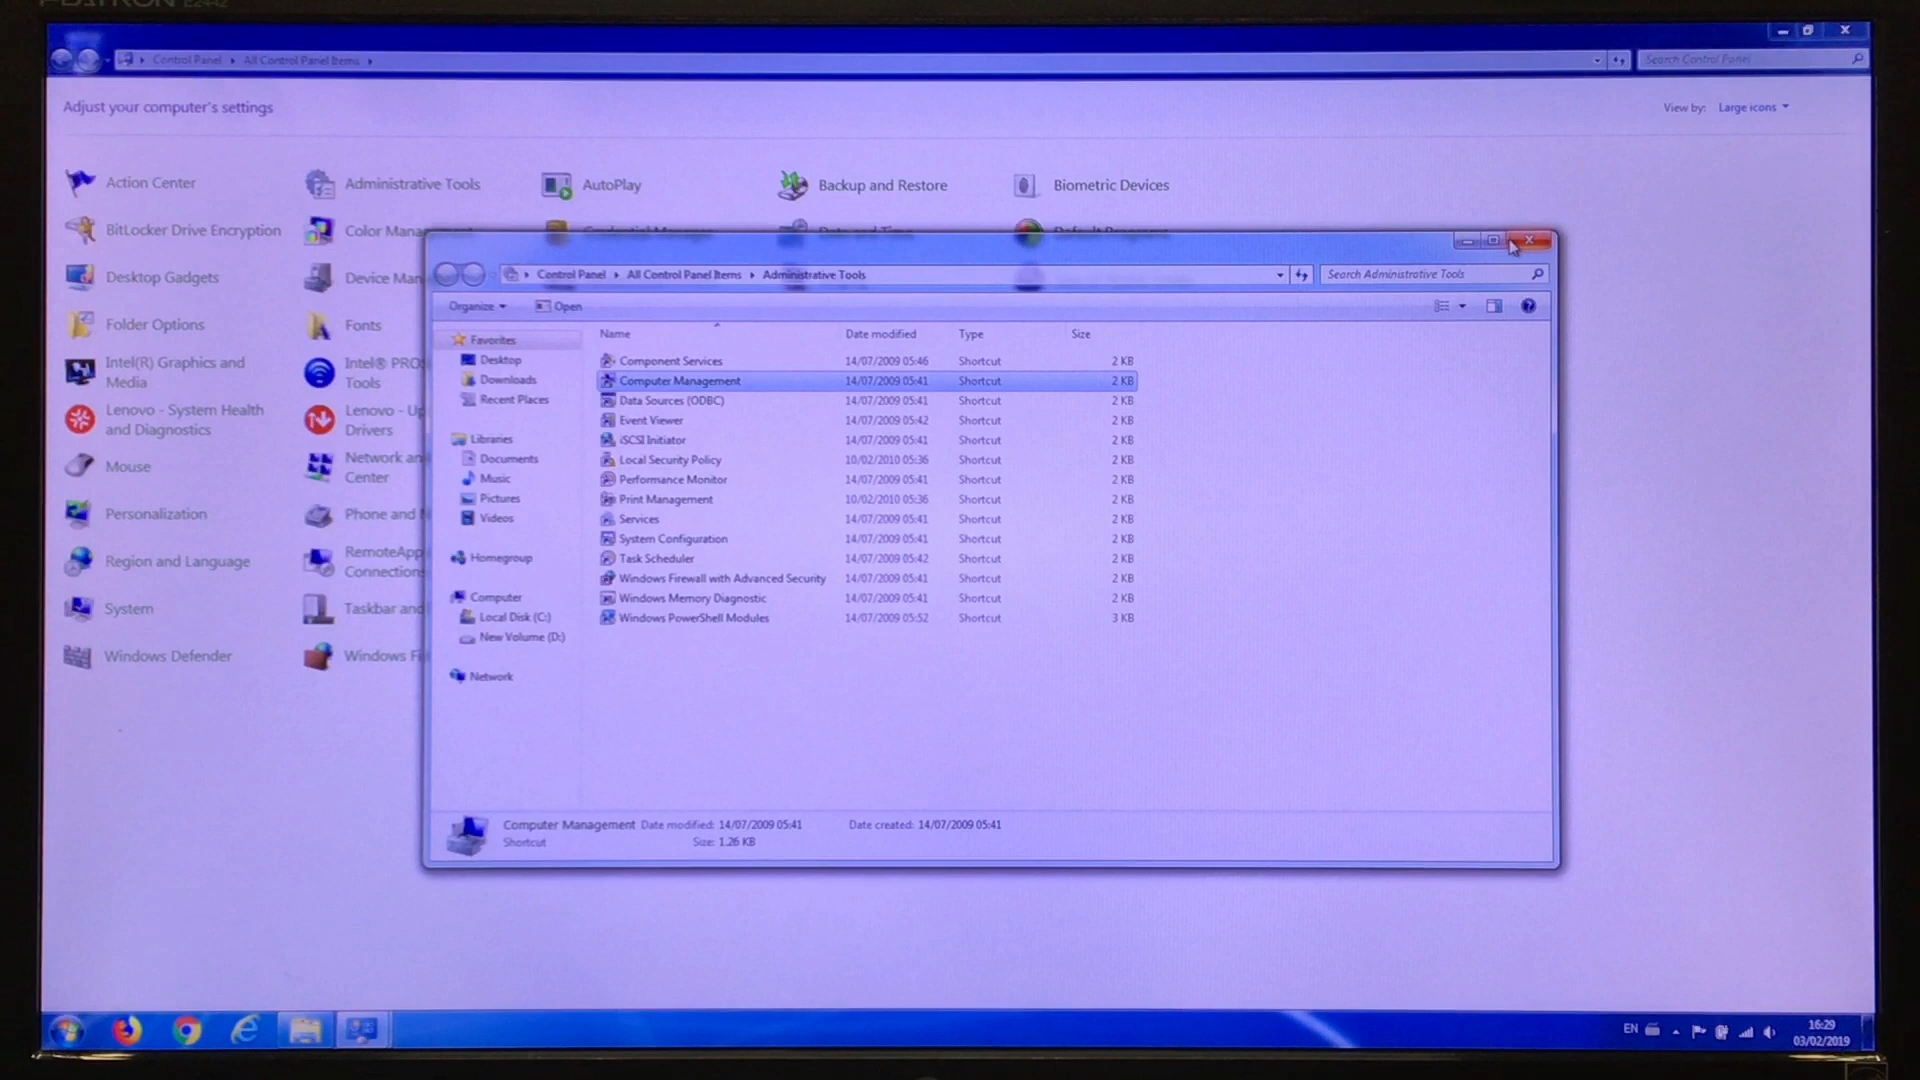 Control Panel ▸ All Control Panel Items ▸
Search Control Panel
Adjust your computer's settings
View by: Large icons
Action Center
Administrative Tools
AutoPlay
Backup and Restore
Biometric Devices
BitLocker Drive Encryption
Color Mana
Credential Manager
Date and Time
Default Programs
Desktop Gadgets
Device Man
Folder Options
Fonts
Intel(R) Graphics and
Media
Intel® PRO
Tools
Lenovo - System Health
and Diagnostics
Lenovo - Up
Drivers
Mouse
Network an
Center
Personalization
Phone and
Region and Language
RemoteApp
Connections
System
Taskbar and
Windows Defender
Windows Fi
Control Panel ▸ All Control Panel Items ▸ Administrative Tools
Search Administrative Tools
Organize
Open
Favorites
Desktop
Downloads
Recent Places
Libraries
Documents
Music
Pictures
Videos
Homegroup
Computer
Local Disk (C:)
New Volume (D:)
Network
Name Date modified Type Size
Component Services 14/07/2009 05:46 Shortcut 2 KB
Computer Management 14/07/2009 05:41 Shortcut 2 KB
Data Sources (ODBC) 14/07/2009 05:41 Shortcut 2 KB
Event Viewer 14/07/2009 05:42 Shortcut 2 KB
iSCSI Initiator 14/07/2009 05:41 Shortcut 2 KB
Local Security Policy 10/02/2010 05:36 Shortcut 2 KB
Performance Monitor 14/07/2009 05:41 Shortcut 2 KB
Print Management 10/02/2010 05:36 Shortcut 2 KB
Services 14/07/2009 05:41 Shortcut 2 KB
System Configuration 14/07/2009 05:41 Shortcut 2 KB
Task Scheduler 14/07/2009 05:42 Shortcut 2 KB
Windows Firewall with Advanced Security 14/07/2009 05:41 Shortcut 2 KB
Windows Memory Diagnostic 14/07/2009 05:41 Shortcut 2 KB
Windows PowerShell Modules 14/07/2009 05:52 Shortcut 3 KB
Computer Management Date modified: 14/07/2009 05:41 Date created: 14/07/2009 05:41
Shortcut Size: 1.26 KB
EN
16:29
03/02/2019